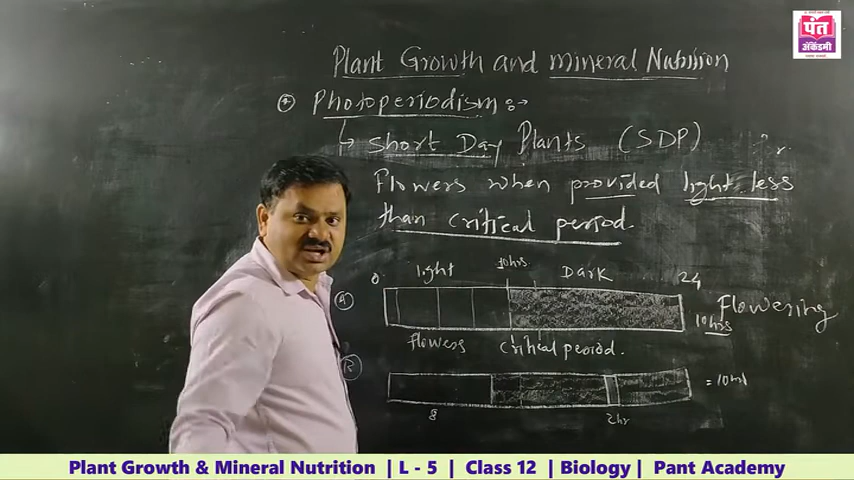 पंत
अॅकॅडमी
Plant Growth and mineral Nutrition
Photoperiodism :→
Short Day Plants (SDP)
Flowers when provided light less
than critical period.
0 light 10hrs Dark 24
A Flowering
10hrs
flowers Critical period.
B = 10hrs
8 2hr
Plant Growth & Mineral Nutrition | L - 5 | Class 12 | Biology | Pant Academy